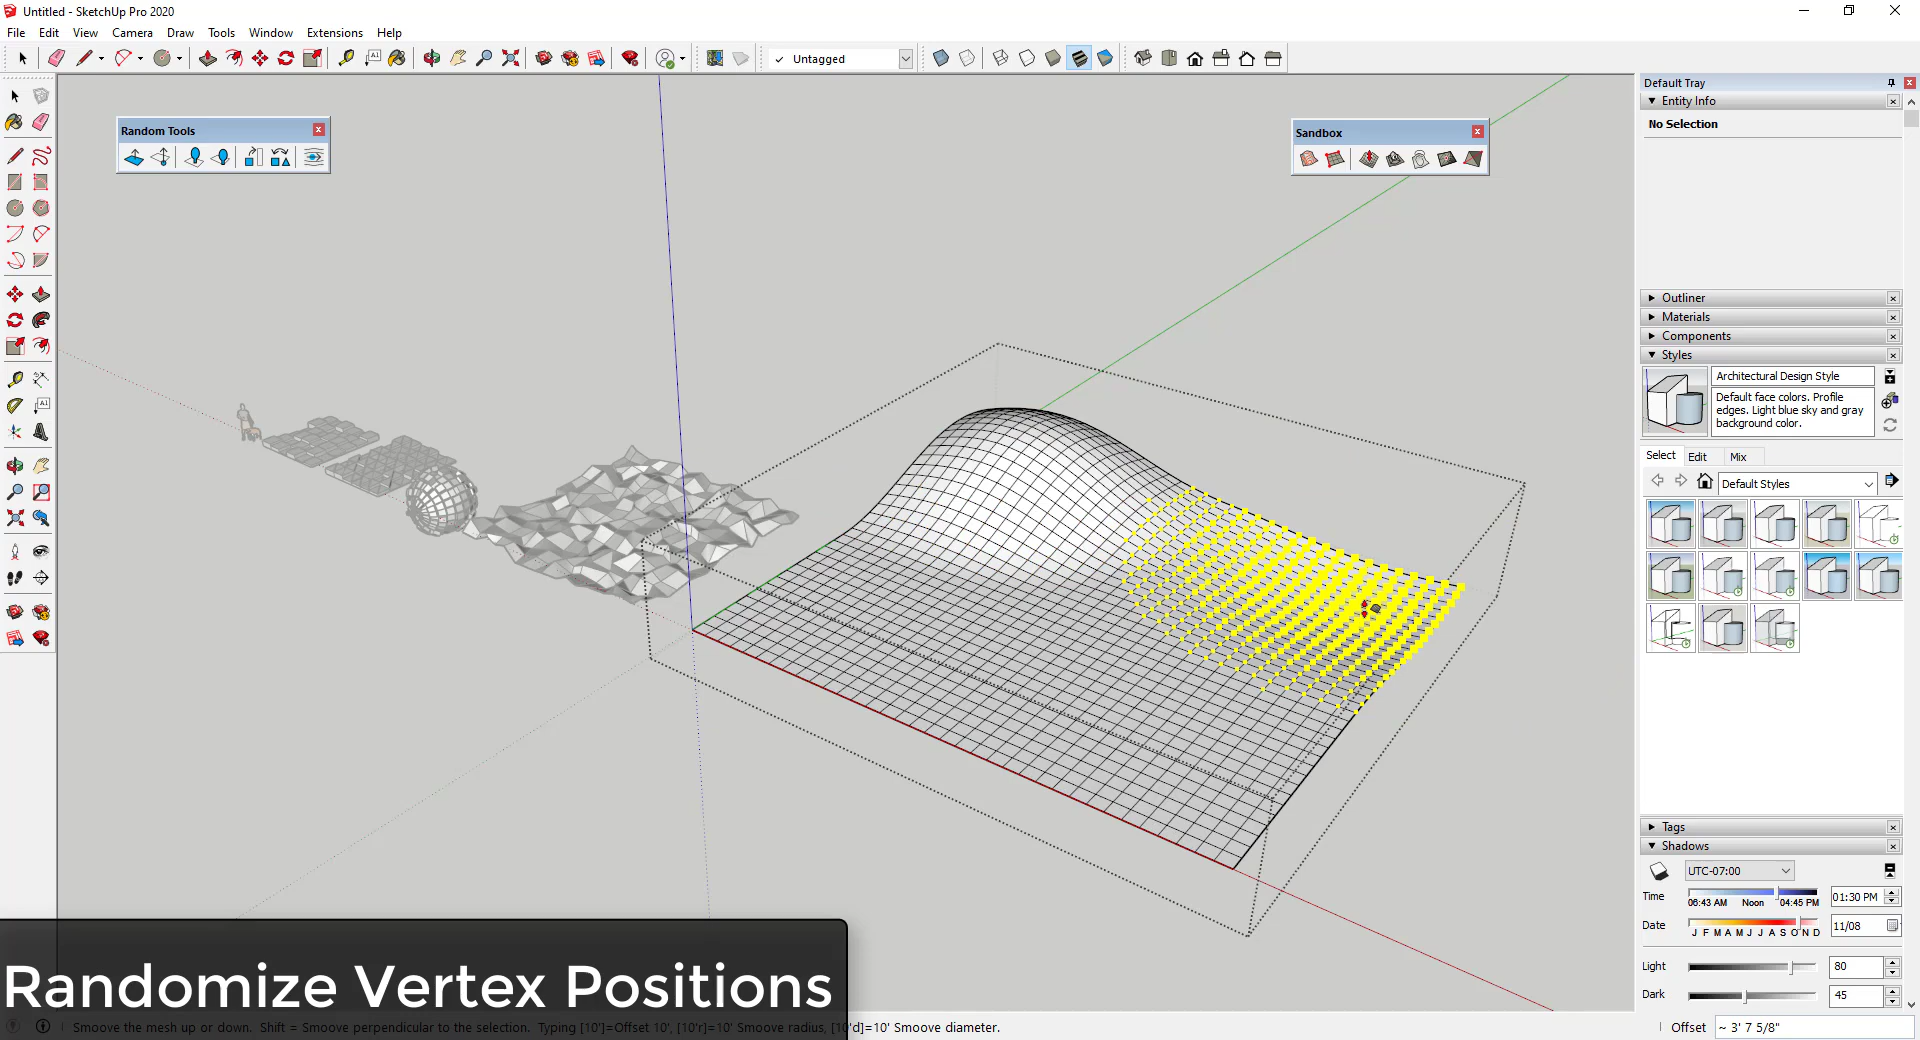 Untitled - SketchUp Pro 2020
File Edit View Camera Draw Tools Window Extensions Help
✓ Untagged
Random Tools
Sandbox
Default Tray
Entity Info
No Selection
Outliner
Materials
Components
Styles
Architectural Design Style
Default face colors. Profile
edges. Light blue sky and gray
background color.
Select Edit Mix
Default Styles
Tags
Shadows
UTC-07:00
Time 06:43 AM Noon 04:45 PM 01:30 PM
Date J F M A M J J A S O N D 11/08
Light 80
Dark 45
Randomize Vertex Positions
Smoove the mesh up or down. Shift = Smoove perpendicular to the selection. Typing [10']=Offset 10', [10'r]=10' Smoove radius, [10'd]=10' Smoove diameter.
Offset ~ 3' 7 5/8"